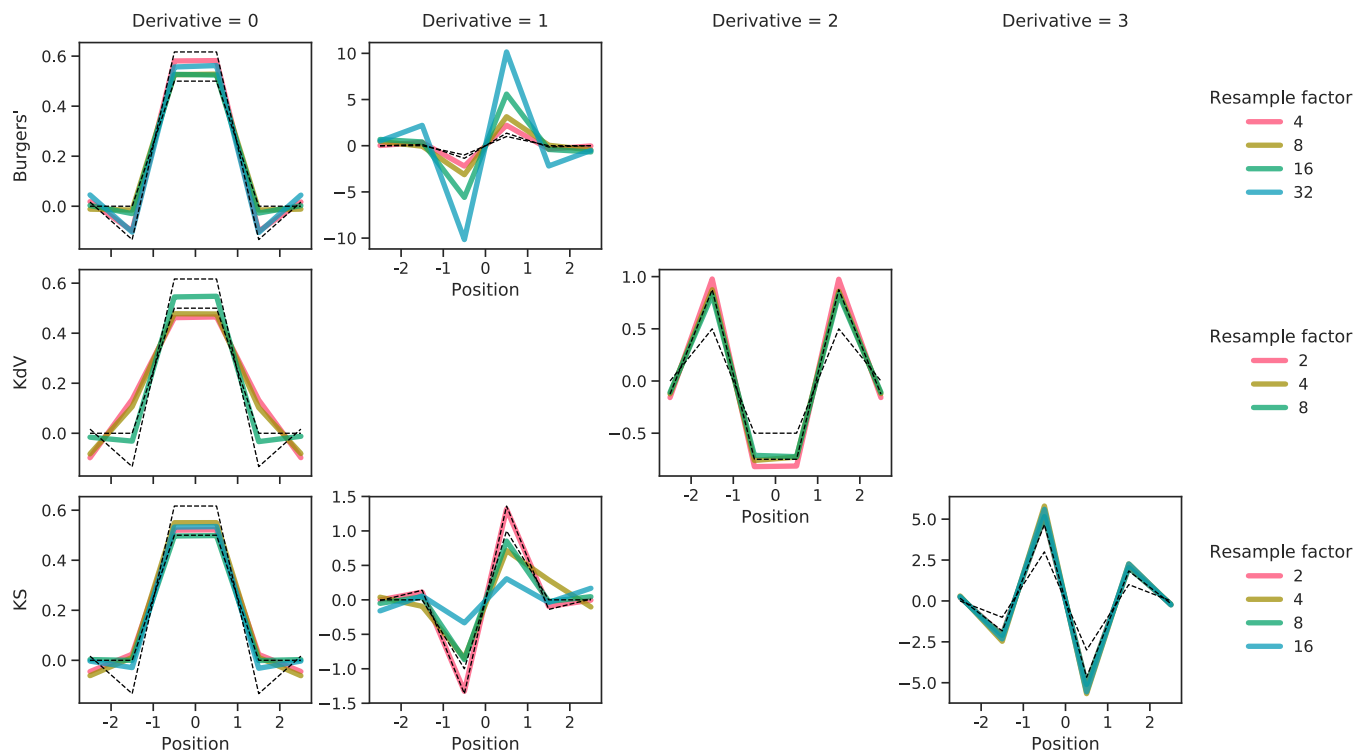 Derivative = 0
Derivative = 1
Derivative = 2
Derivative = 3
Burgers'
0.6
0.4
0.2
0.0
-2 -1 0 1 2
Position
10
5
0
−5
−10
Resample factor
4
8
16
32
KdV
0.6
0.4
0.2
0.0
1.0
0.5
0.0
−0.5
-2 -1 0 1 2
Position
Resample factor
2
4
8
KS
0.6
0.4
0.2
0.0
-2 -1 0 1 2
Position
1.5
1.0
0.5
0.0
−0.5
−1.0
−1.5
-2 -1 0 1 2
Position
5.0
2.5
0.0
−2.5
−5.0
-2 -1 0 1 2
Position
Resample factor
2
4
8
16